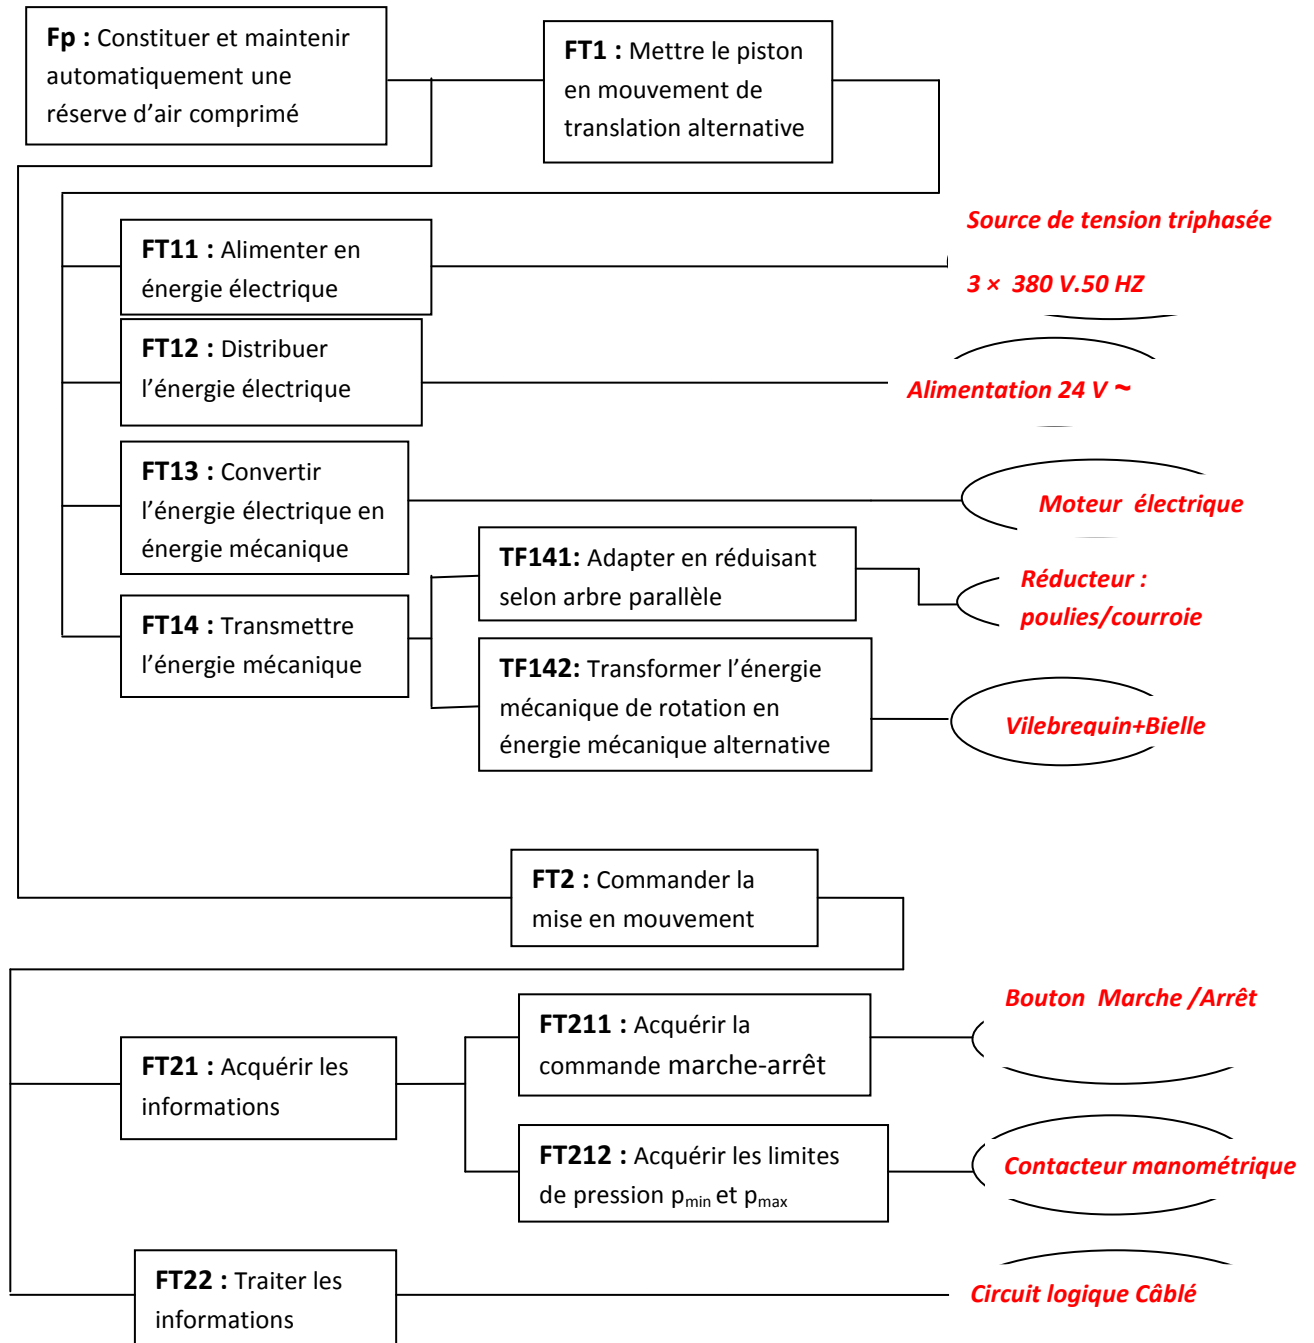 Fp : Constituer et maintenir
automatiquement une
réserve d’air comprimé
FT1 : Mettre le piston
en mouvement de
translation alternative
FT11 : Alimenter en
énergie électrique
Source de tension triphasée
3 × 380 V.50 HZ
FT12 : Distribuer
l’énergie électrique
Alimentation 24 V ~
FT13 : Convertir
l’énergie électrique en
énergie mécanique
Moteur électrique
FT14 : Transmettre
l’énergie mécanique
TF141: Adapter en réduisant
selon arbre parallèle
Réducteur :
poulies/courroie
TF142: Transformer l’énergie
mécanique de rotation en
énergie mécanique alternative
Vilebrequin+Bielle
FT2 : Commander la
mise en mouvement
FT21 : Acquérir les
informations
FT211 : Acquérir la
commande marche-arrêt
Bouton Marche /Arrêt
FT212 : Acquérir les limites
de pression pmin et pmax
Contacteur manométrique
FT22 : Traiter les
informations
Circuit logique Câblé